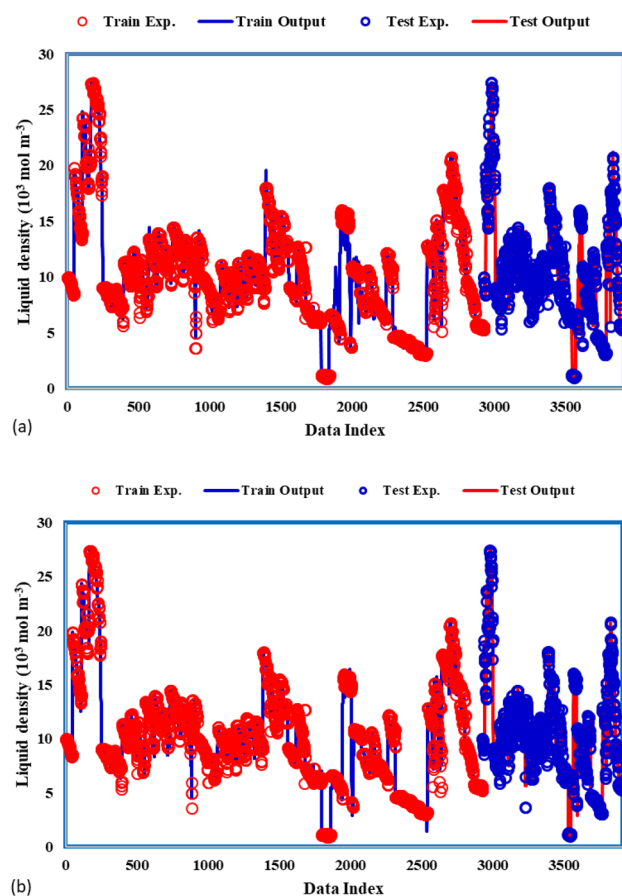 Train Exp. Train Output Test Exp. Test Output
30
25
20
15
10
5
0
Liquid density (10³ mol m⁻³)
0 500 1000 1500 2000 2500 3000 3500
Data Index
(a)
Train Exp. Train Output Test Exp. Test Output
30
25
20
15
10
5
0
Liquid density (10³ mol m⁻³)
0 500 1000 1500 2000 2500 3000 3500
Data Index
(b)